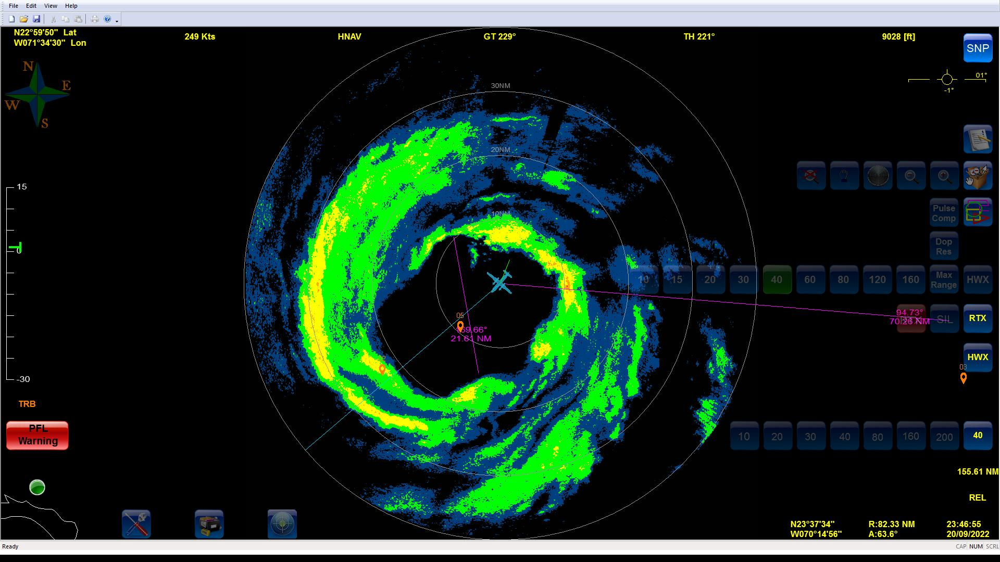 File Edit View Help
N22°59'50" Lat
W071°34'30" Lon
249 Kts
HNAV
GT 229°
TH 221°
9028 [ft]
SNP
N
E
W
S
01°
-1°
30NM
20NM
10NM
15
0
-30
Pulse
Comp
Dop
Res
10 15 20 30 40 60 80 120 160
Max
Range
HWX
94.73°
70.26 NM
SIL
RTX
05
69.66°
21.61 NM
HWX
03
TRB
PFL
Warning
10 20 30 40 80 160 200 40
155.61 NM
REL
N23°37'34" R:82.33 NM 23:46:55
W070°14'56" A:63.6° 20/09/2022
Ready
CAP NUM SCRL